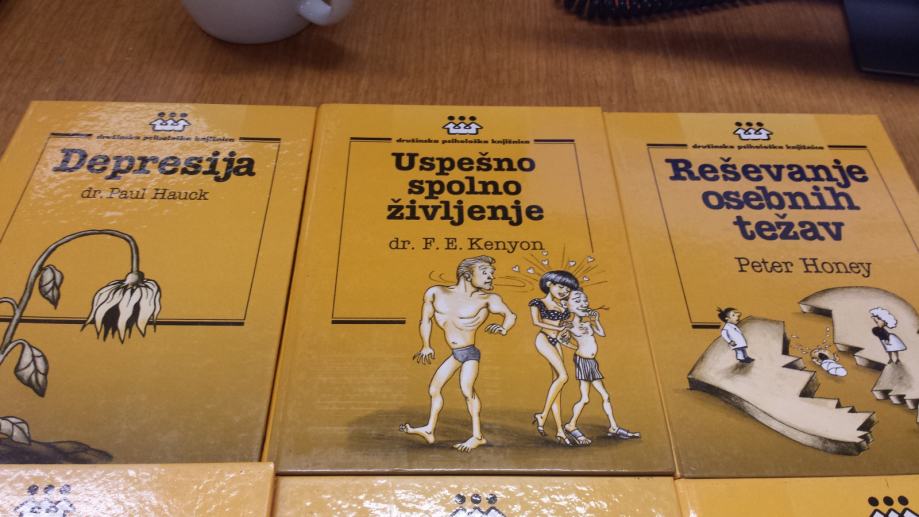 družinska psihološka knjižnica
Depresija
dr. Paul Hauck
družinska psihološka knjižnica
Uspešno
spolno
življenje
dr. F. E. Kenyon
družinska psihološka knjižnica
Reševanje
osebnih
težav
Peter Honey